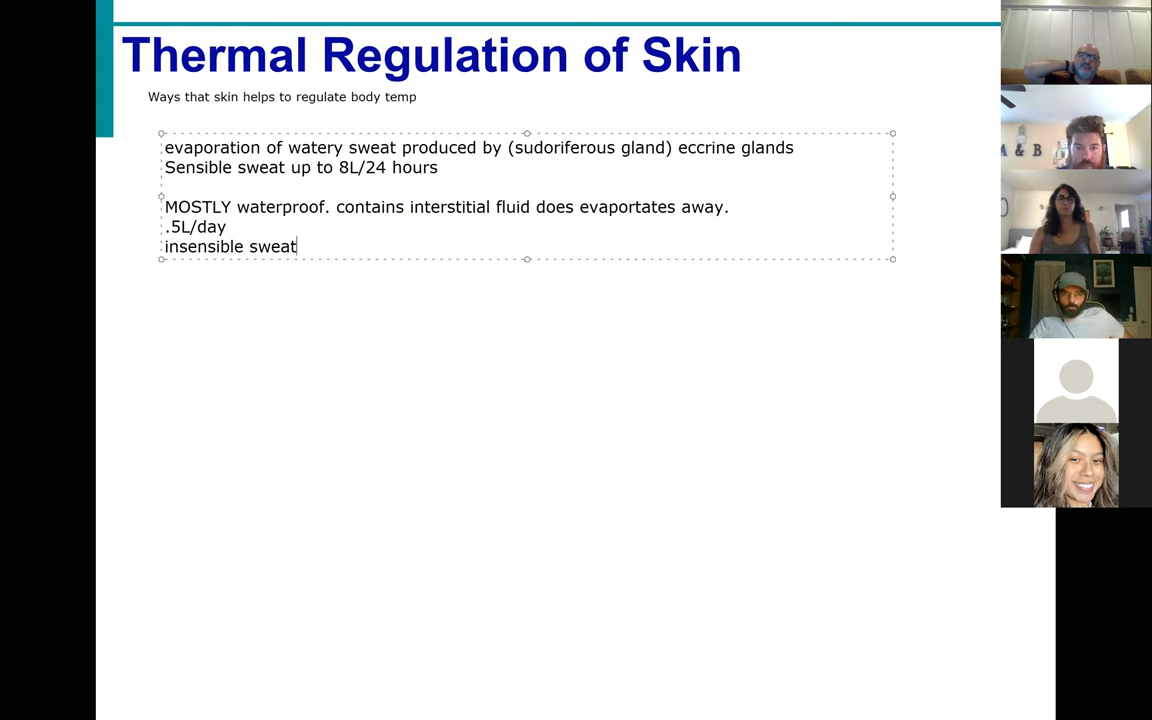 Thermal Regulation of Skin
Ways that skin helps to regulate body temp
evaporation of watery sweat produced by (sudoriferous gland) eccrine glands
Sensible sweat up to 8L/24 hours
MOSTLY waterproof. contains interstitial fluid does evaportates away.
.5L/day
insensible sweat
A & B